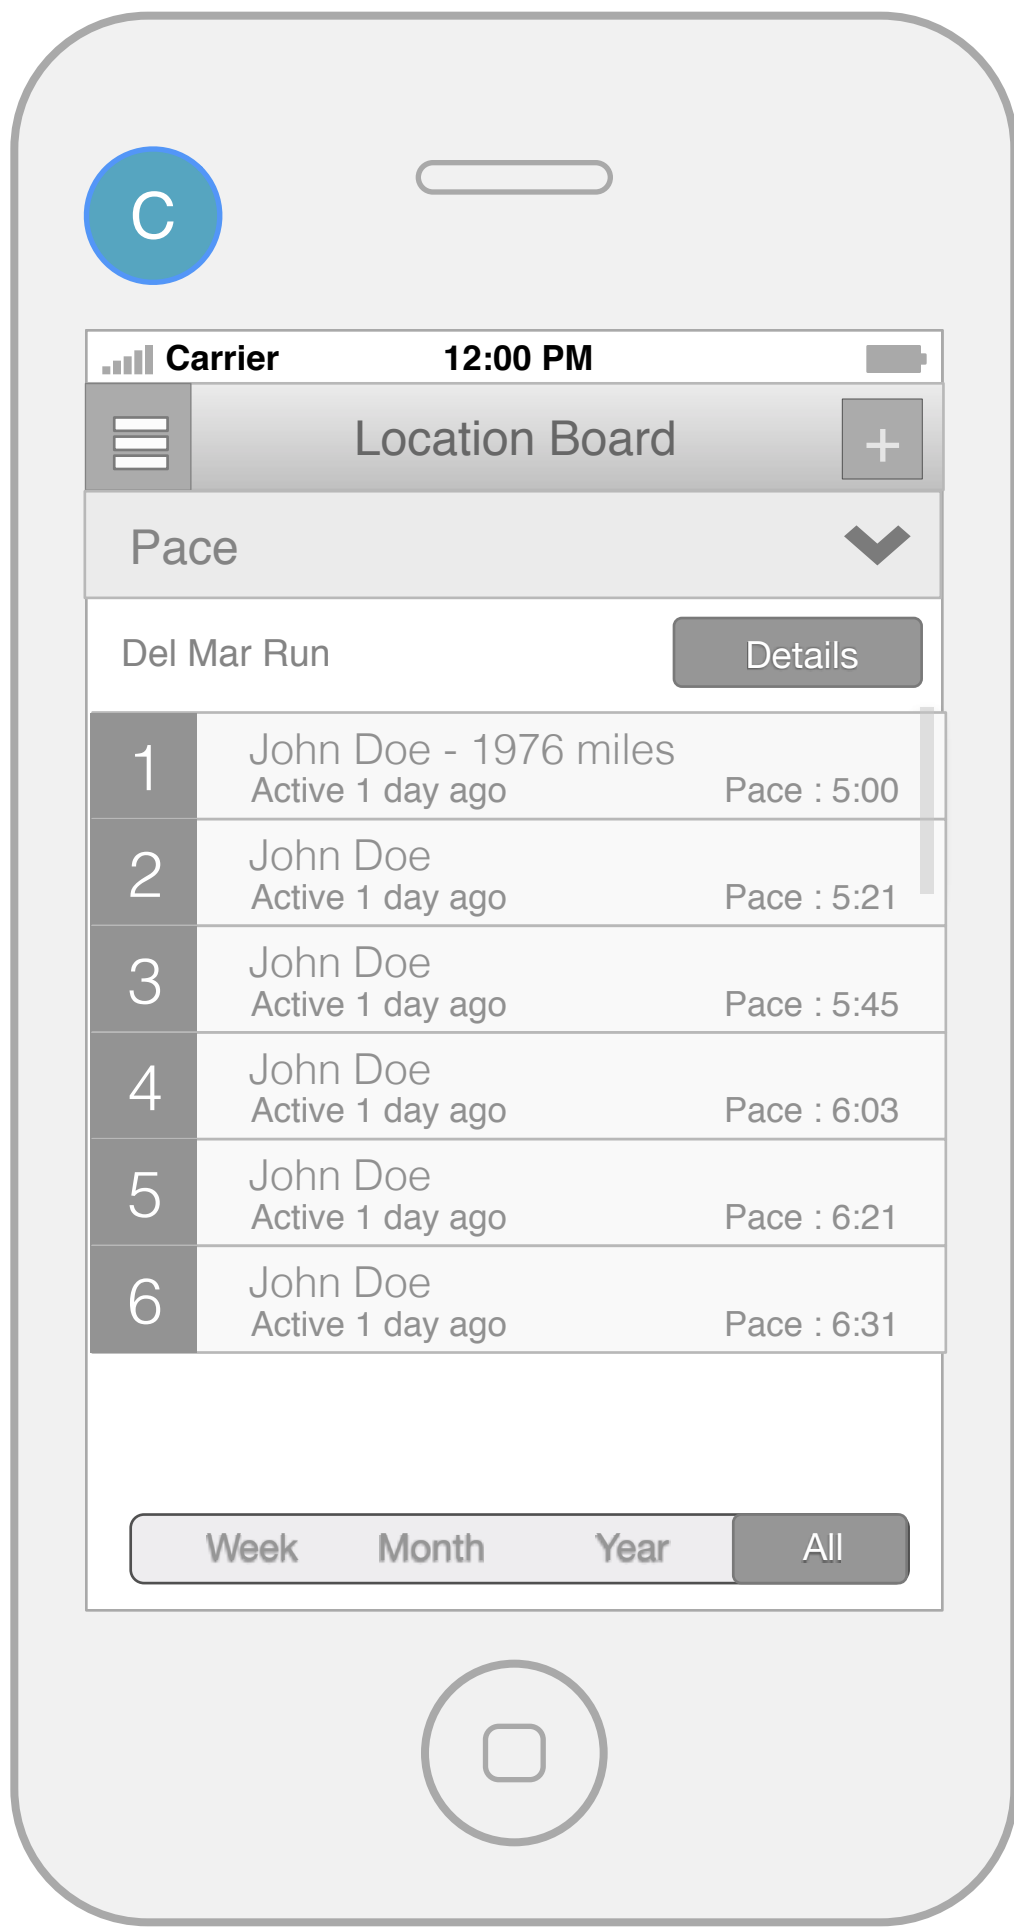 C
Carrier 12:00 PM
Location Board +
Pace
Del Mar Run Details
1 John Doe - 1976 miles
Active 1 day ago Pace : 5:00
2 John Doe
Active 1 day ago Pace : 5:21
3 John Doe
Active 1 day ago Pace : 5:45
4 John Doe
Active 1 day ago Pace : 6:03
5 John Doe
Active 1 day ago Pace : 6:21
6 John Doe
Active 1 day ago Pace : 6:31
Week Month Year All